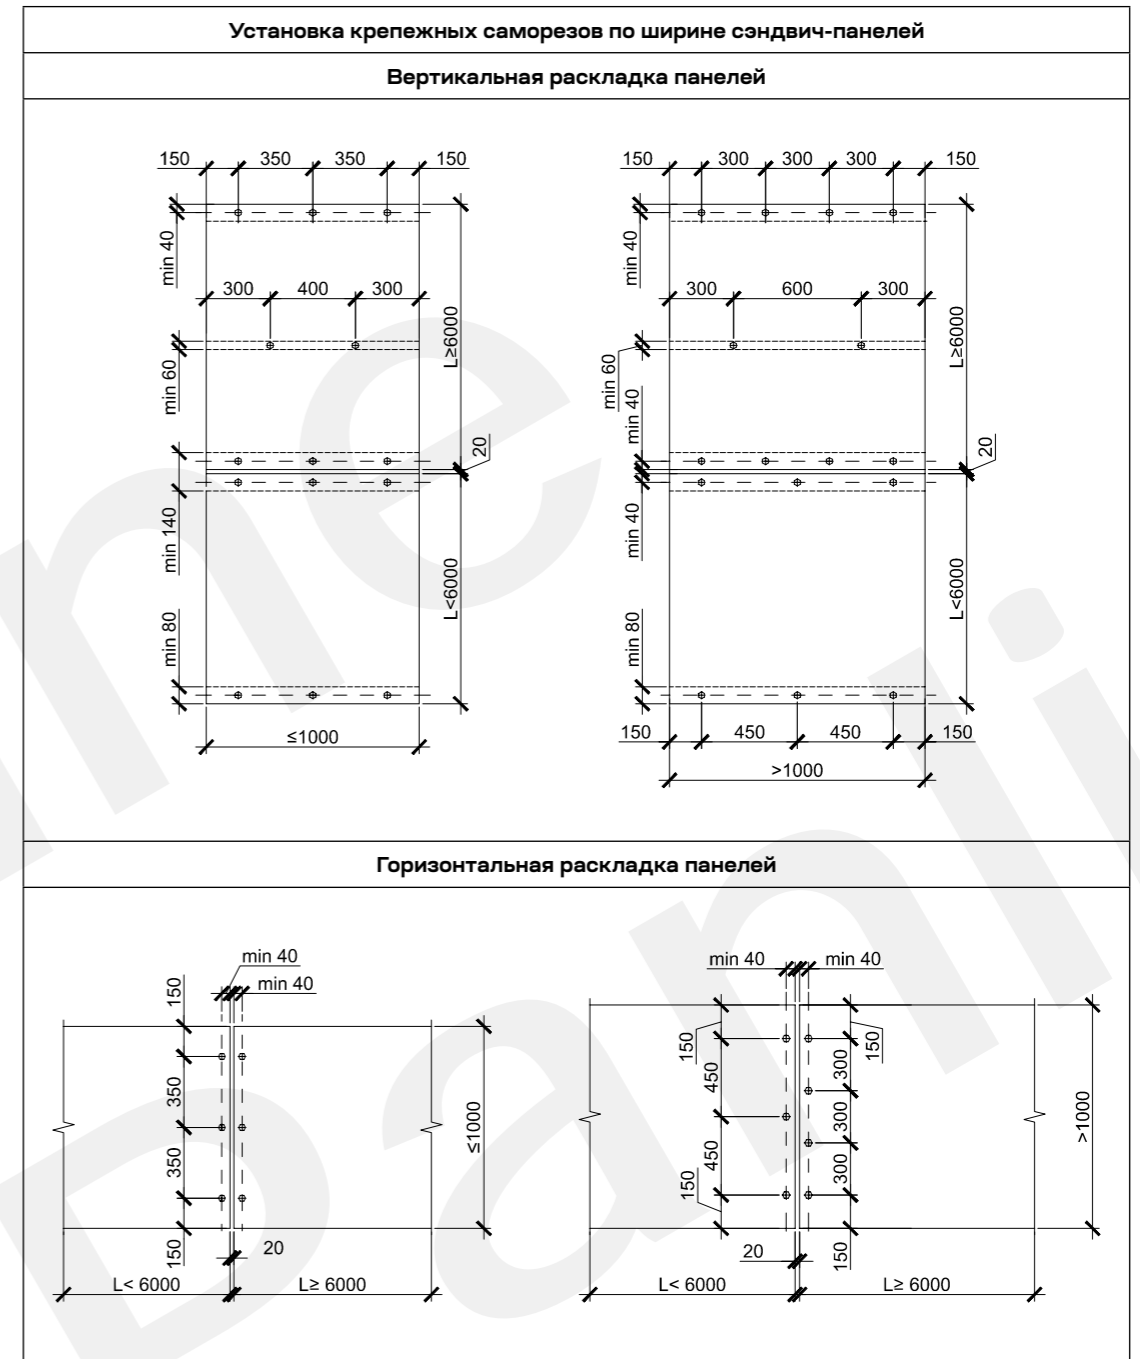 Установка крепежных саморезов по ширине сэндвич-панелей
Вертикальная раскладка панелей
150 350 350 150
min 40
300 400 300
L≥6000
min 60
20
min 140
L<6000
min 80
≤1000
150 300 300 300 150
min 40
300 600 300
L≥6000
min 60
min 40
20
min 40
L<6000
min 80
150 450 450 150
>1000
Горизонтальная раскладка панелей
min 40
min 40
150
350
350
150
≤1000
20
L< 6000 L≥ 6000
min 40 min 40
150
450
450
150
150
300
300
300
150
>1000
20
L< 6000 L≥ 6000
ine
Panli